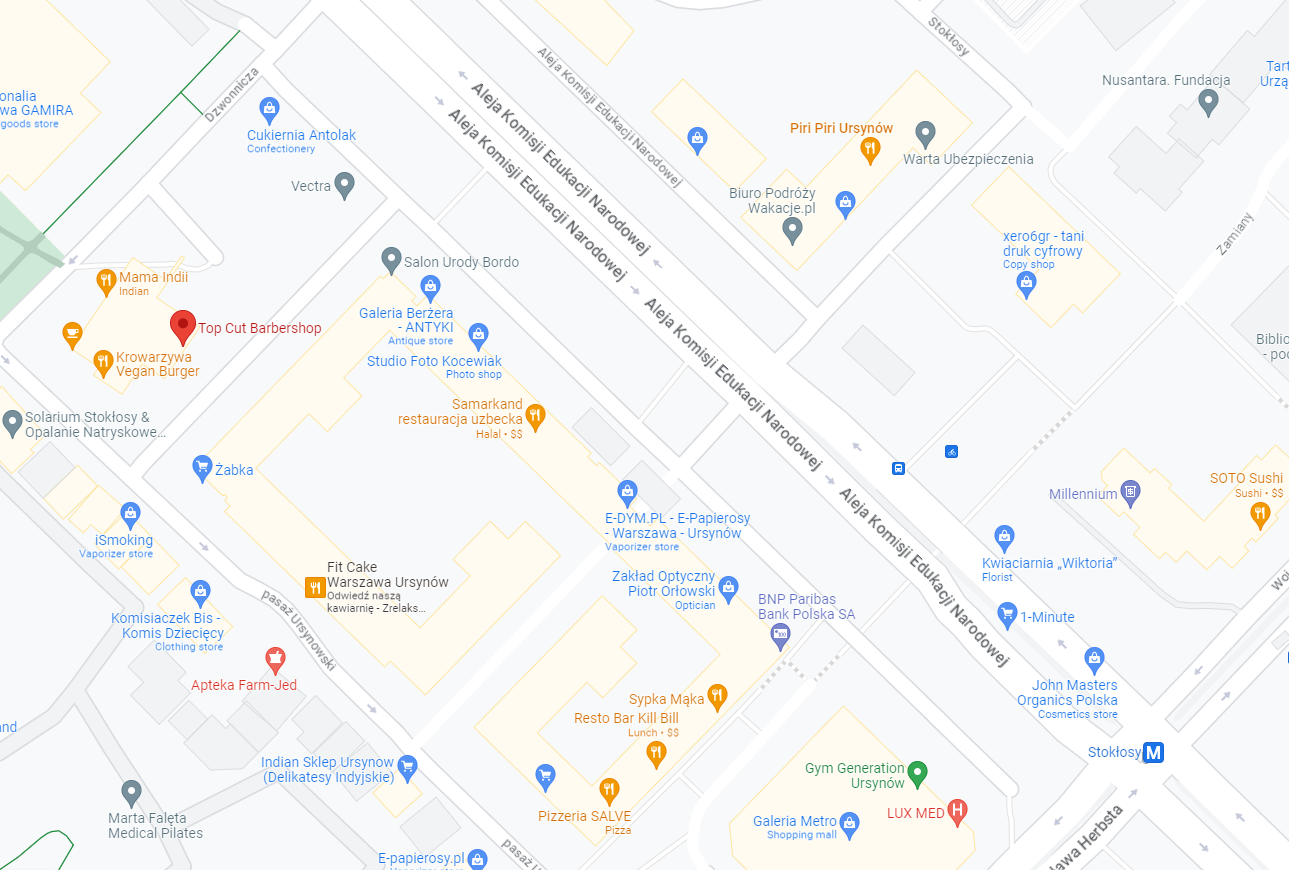 Stokłosy
Aleja Komisji Edukacji Narodowej
Tart
Urzą
Nusantara. Fundacja
Dzwonnicza
onalia
wa GAMIRA
goods store
Aleja Komisji Edukacji Narodowej
Aleja Komisji Edukacji Narodowej
Cukiernia Antolak
Confectionery
Piri Piri Ursynów
Warta Ubezpieczenia
Vectra
Biuro Podróży
Wakacje.pl
Zamiany
xero6gr - tani
druk cyfrowy
Copy shop
Salon Urody Bordo
Mama Indii
Indian
Galeria Berżera
- ANTYKI
Antique store
Top Cut Barbershop
Aleja Komisji Edukacji Narodowej
Studio Foto Kocewiak
Photo shop
Krowarzywa
Vegan Burger
Biblio
- poc
Samarkand
restauracja uzbecka
Halal • $$
Solarium Stokłosy &
Opalanie Natryskowe...
Żabka
SOTO Sushi
Sushi • $$
Millennium
Aleja Komisji Edukacji Narodowej
E-DYM.PL - E-Papierosy
- Warszawa - Ursynów
Vaporizer store
iSmoking
Vaporizer store
Kwiaciarnia „Wiktoria”
Florist
Fit Cake
Warszawa Ursynów
Odwiedź naszą
kawiarnię - Zrelaks...
Zakład Optyczny
Piotr Orłowski
Optician
Woj
BNP Paribas
Bank Polska SA
100
1-Minute
Komisiaczek Bis -
Komis Dziecięcy
Clothing store
pasaż Ursynowski
Apteka Farm-Jed
John Masters
Organics Polska
Cosmetics store
Sypka Mąka
Resto Bar Kill Bill
Lunch • $$
nd
Stokłosy M
Indian Sklep Ursynow
(Delikatesy Indyjskie)
Gym Generation
Ursynów
LUX MED
H
Pizzeria SALVE
Pizza
Galeria Metro
Shopping mall
Marta Falęta
Medical Pilates
ława Herbsta
pasaż U
E-papierosy.pl